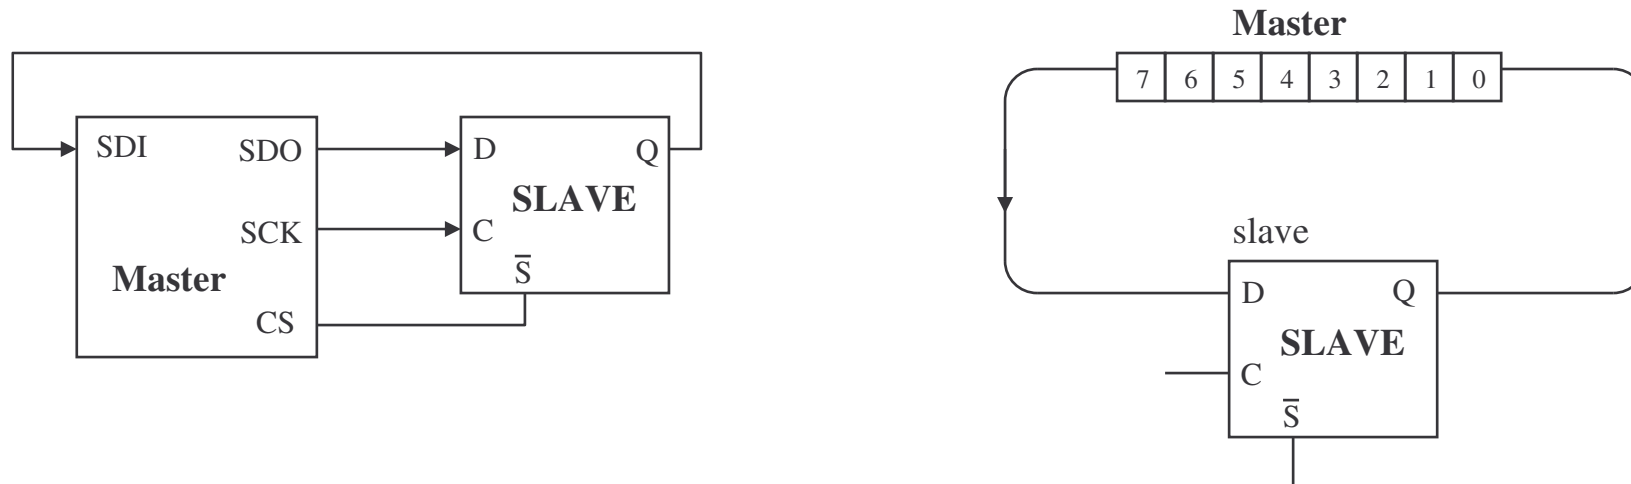 SDI SDO
SCK
Master
CS
D Q
SLAVE
C
S̅
Master
7 6 5 4 3 2 1 0
slave
D Q
SLAVE
C
S̅